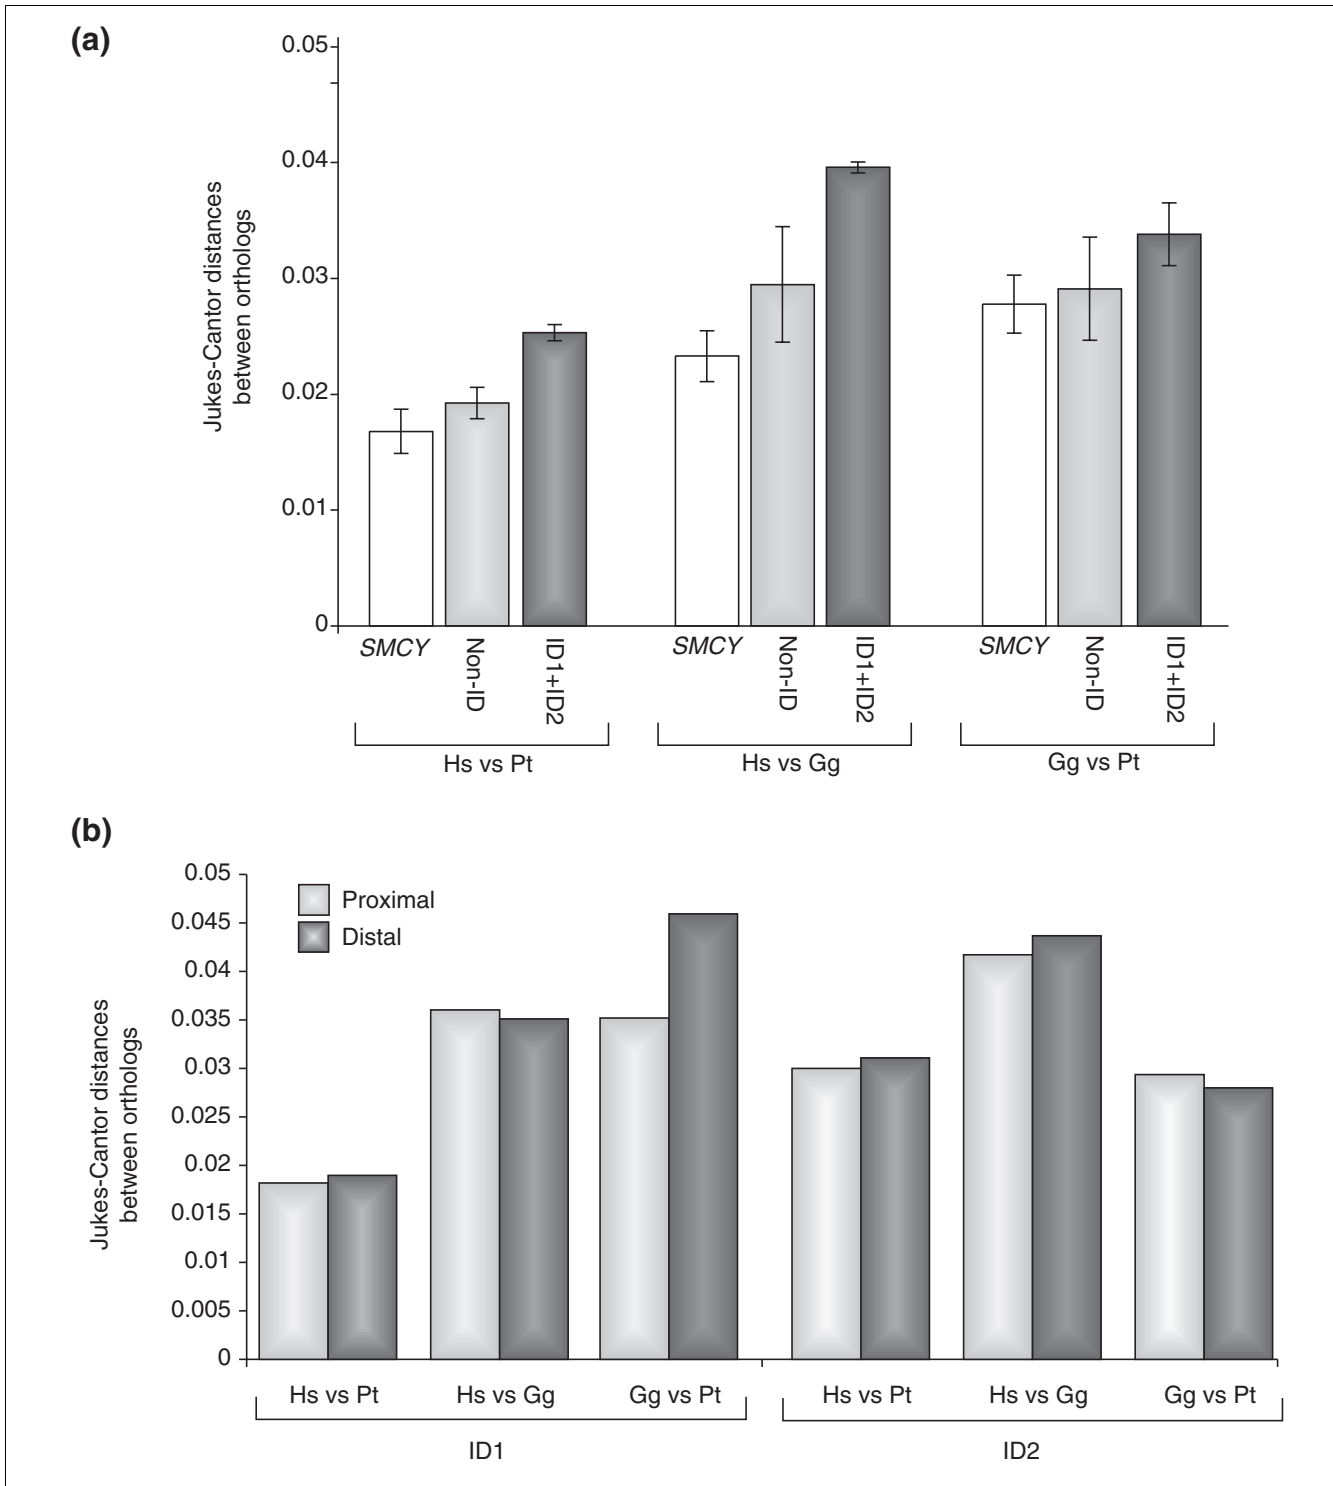 (a)
0.05
0.04
0.03
0.02
0.01
0
Jukes-Cantor distances
between orthologs
SMCY
Non-ID
ID1+ID2
SMCY
Non-ID
ID1+ID2
SMCY
Non-ID
ID1+ID2
Hs vs Pt
Hs vs Gg
Gg vs Pt
(b)
0.05
0.045
0.04
0.035
0.03
0.025
0.02
0.015
0.01
0.005
0
Jukes-Cantor distances
between orthologs
Proximal
Distal
Hs vs Pt
Hs vs Gg
Gg vs Pt
Hs vs Pt
Hs vs Gg
Gg vs Pt
ID1
ID2